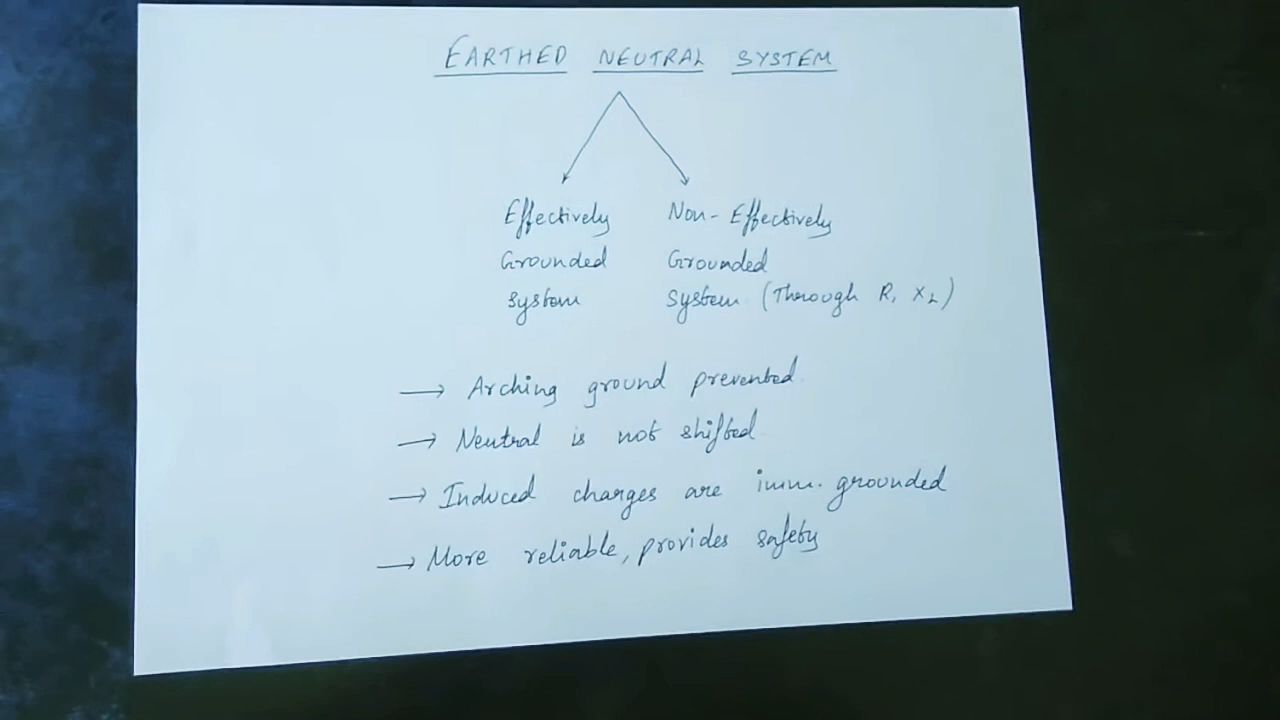 EARTHED NEUTRAL SYSTEM
Effectively Non-Effectively
Grounded Grounded
System System (Through R, XL)
→ Arching ground prevented
→ Neutral is not shifted
→ Induced charges are imm. grounded
→ More reliable, provides safety